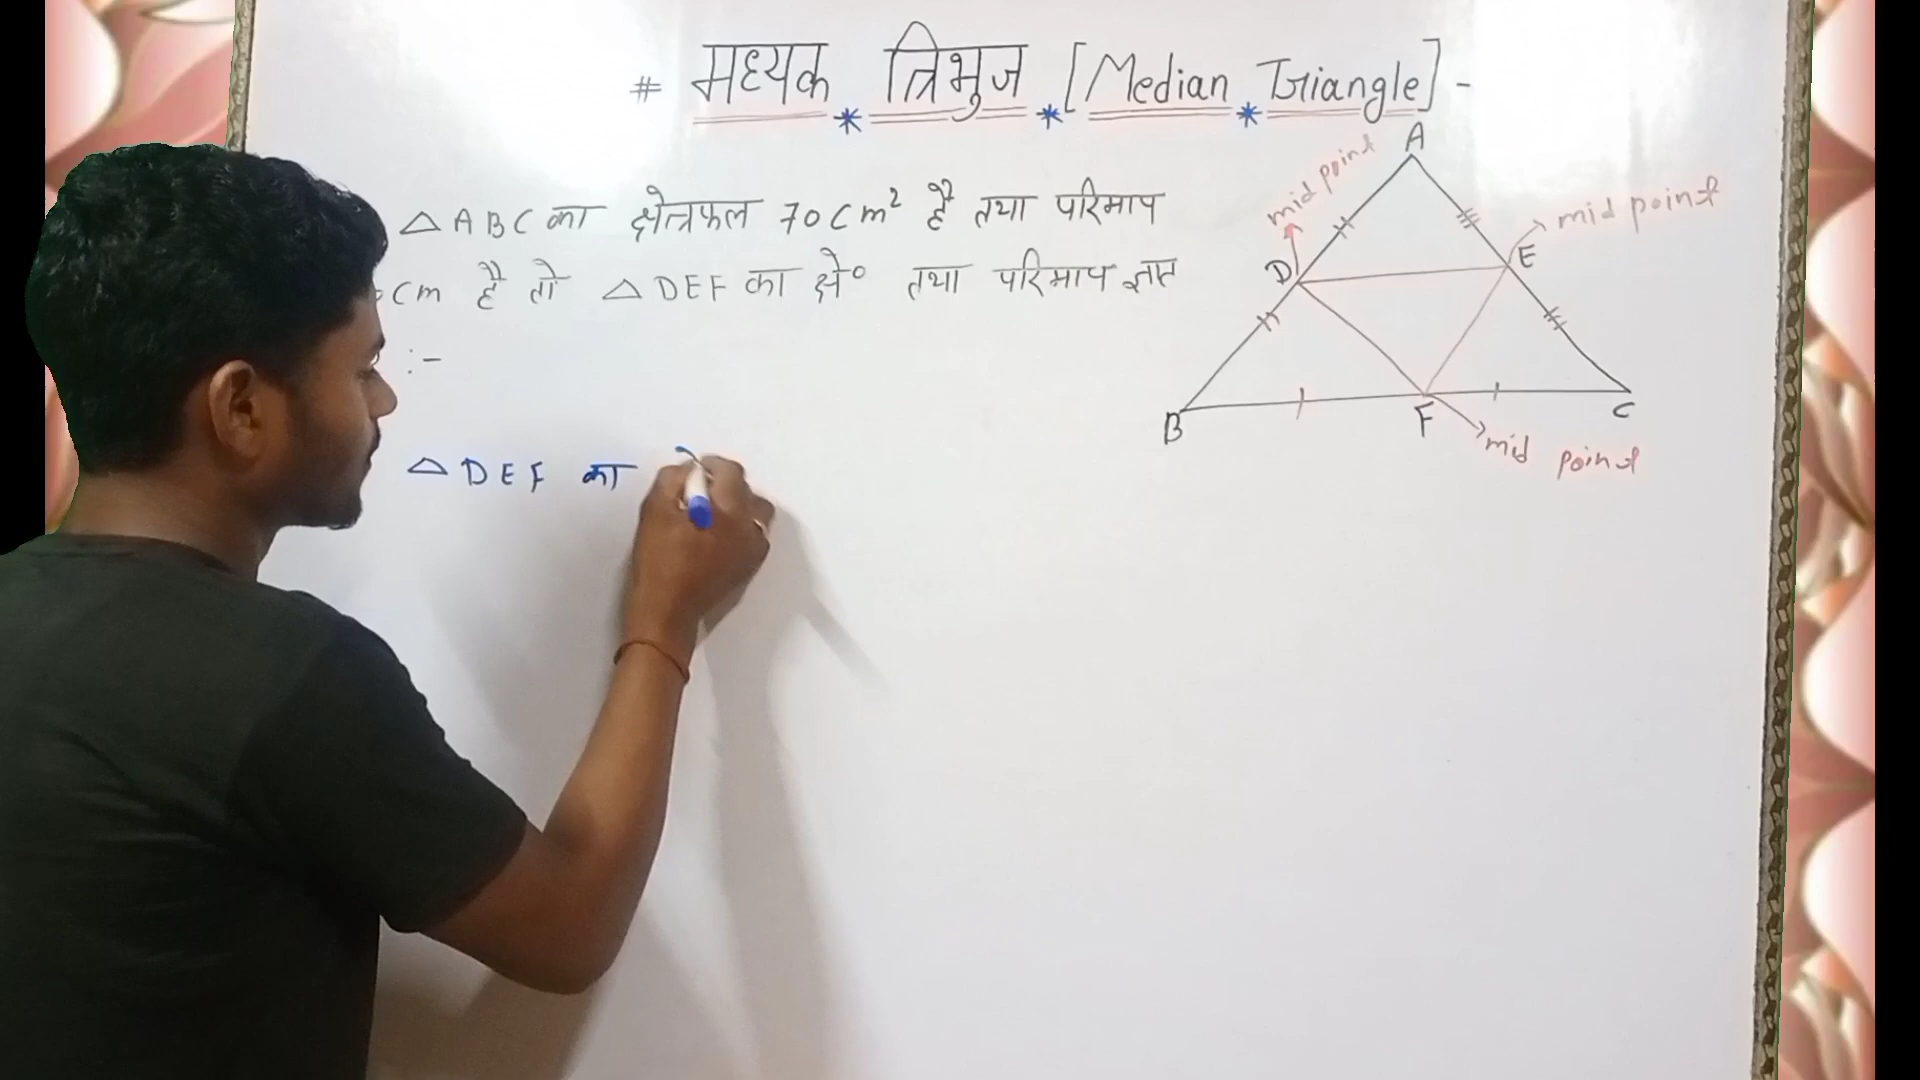 # मध्यक त्रिभुज [Median Triangle] -
△ABC का क्षेत्रफल 70cm² है तथा परिमाप
cm है तो △DEF का क्षे० तथा परिमाप ज्ञात
:-
△DEF का
A
mid point
mid point
D
E
B
F
C
mid point